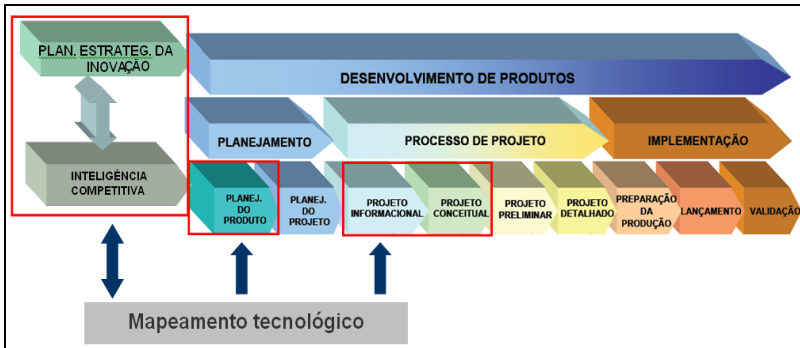 PLAN. ESTRATEG. DA
INOVAÇÃO
DESENVOLVIMENTO DE PRODUTOS
PLANEJAMENTO
PROCESSO DE PROJETO
IMPLEMENTAÇÃO
INTELIGÊNCIA
COMPETITIVA
PLANEJ.
DO
PRODUTO
PLANEJ.
DO
PROJETO
PROJETO
INFORMACIONAL
PROJETO
CONCEITUAL
PROJETO
PRELIMINAR
PROJETO
DETALHADO
PREPARAÇÃO
DA
PRODUÇÃO
LANÇAMENTO
VALIDAÇÃO
Mapeamento tecnológico